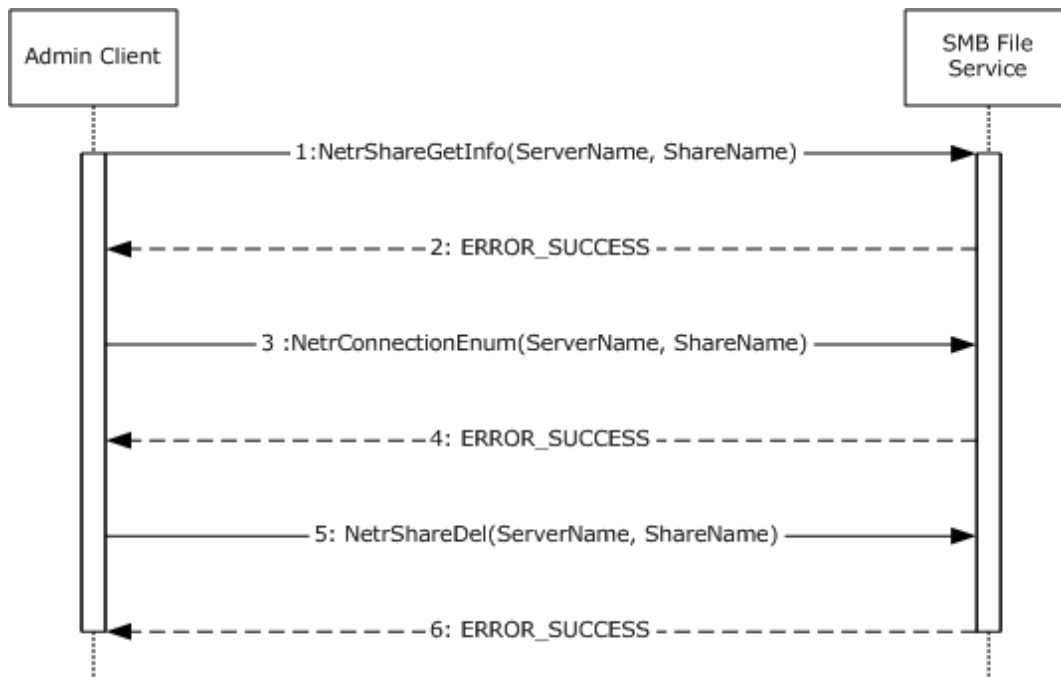 Admin Client
SMB File
Service
1:NetrShareGetInfo(ServerName, ShareName)
2: ERROR_SUCCESS
3 :NetrConnectionEnum(ServerName, ShareName)
4: ERROR_SUCCESS
5: NetrShareDel(ServerName, ShareName)
6: ERROR_SUCCESS